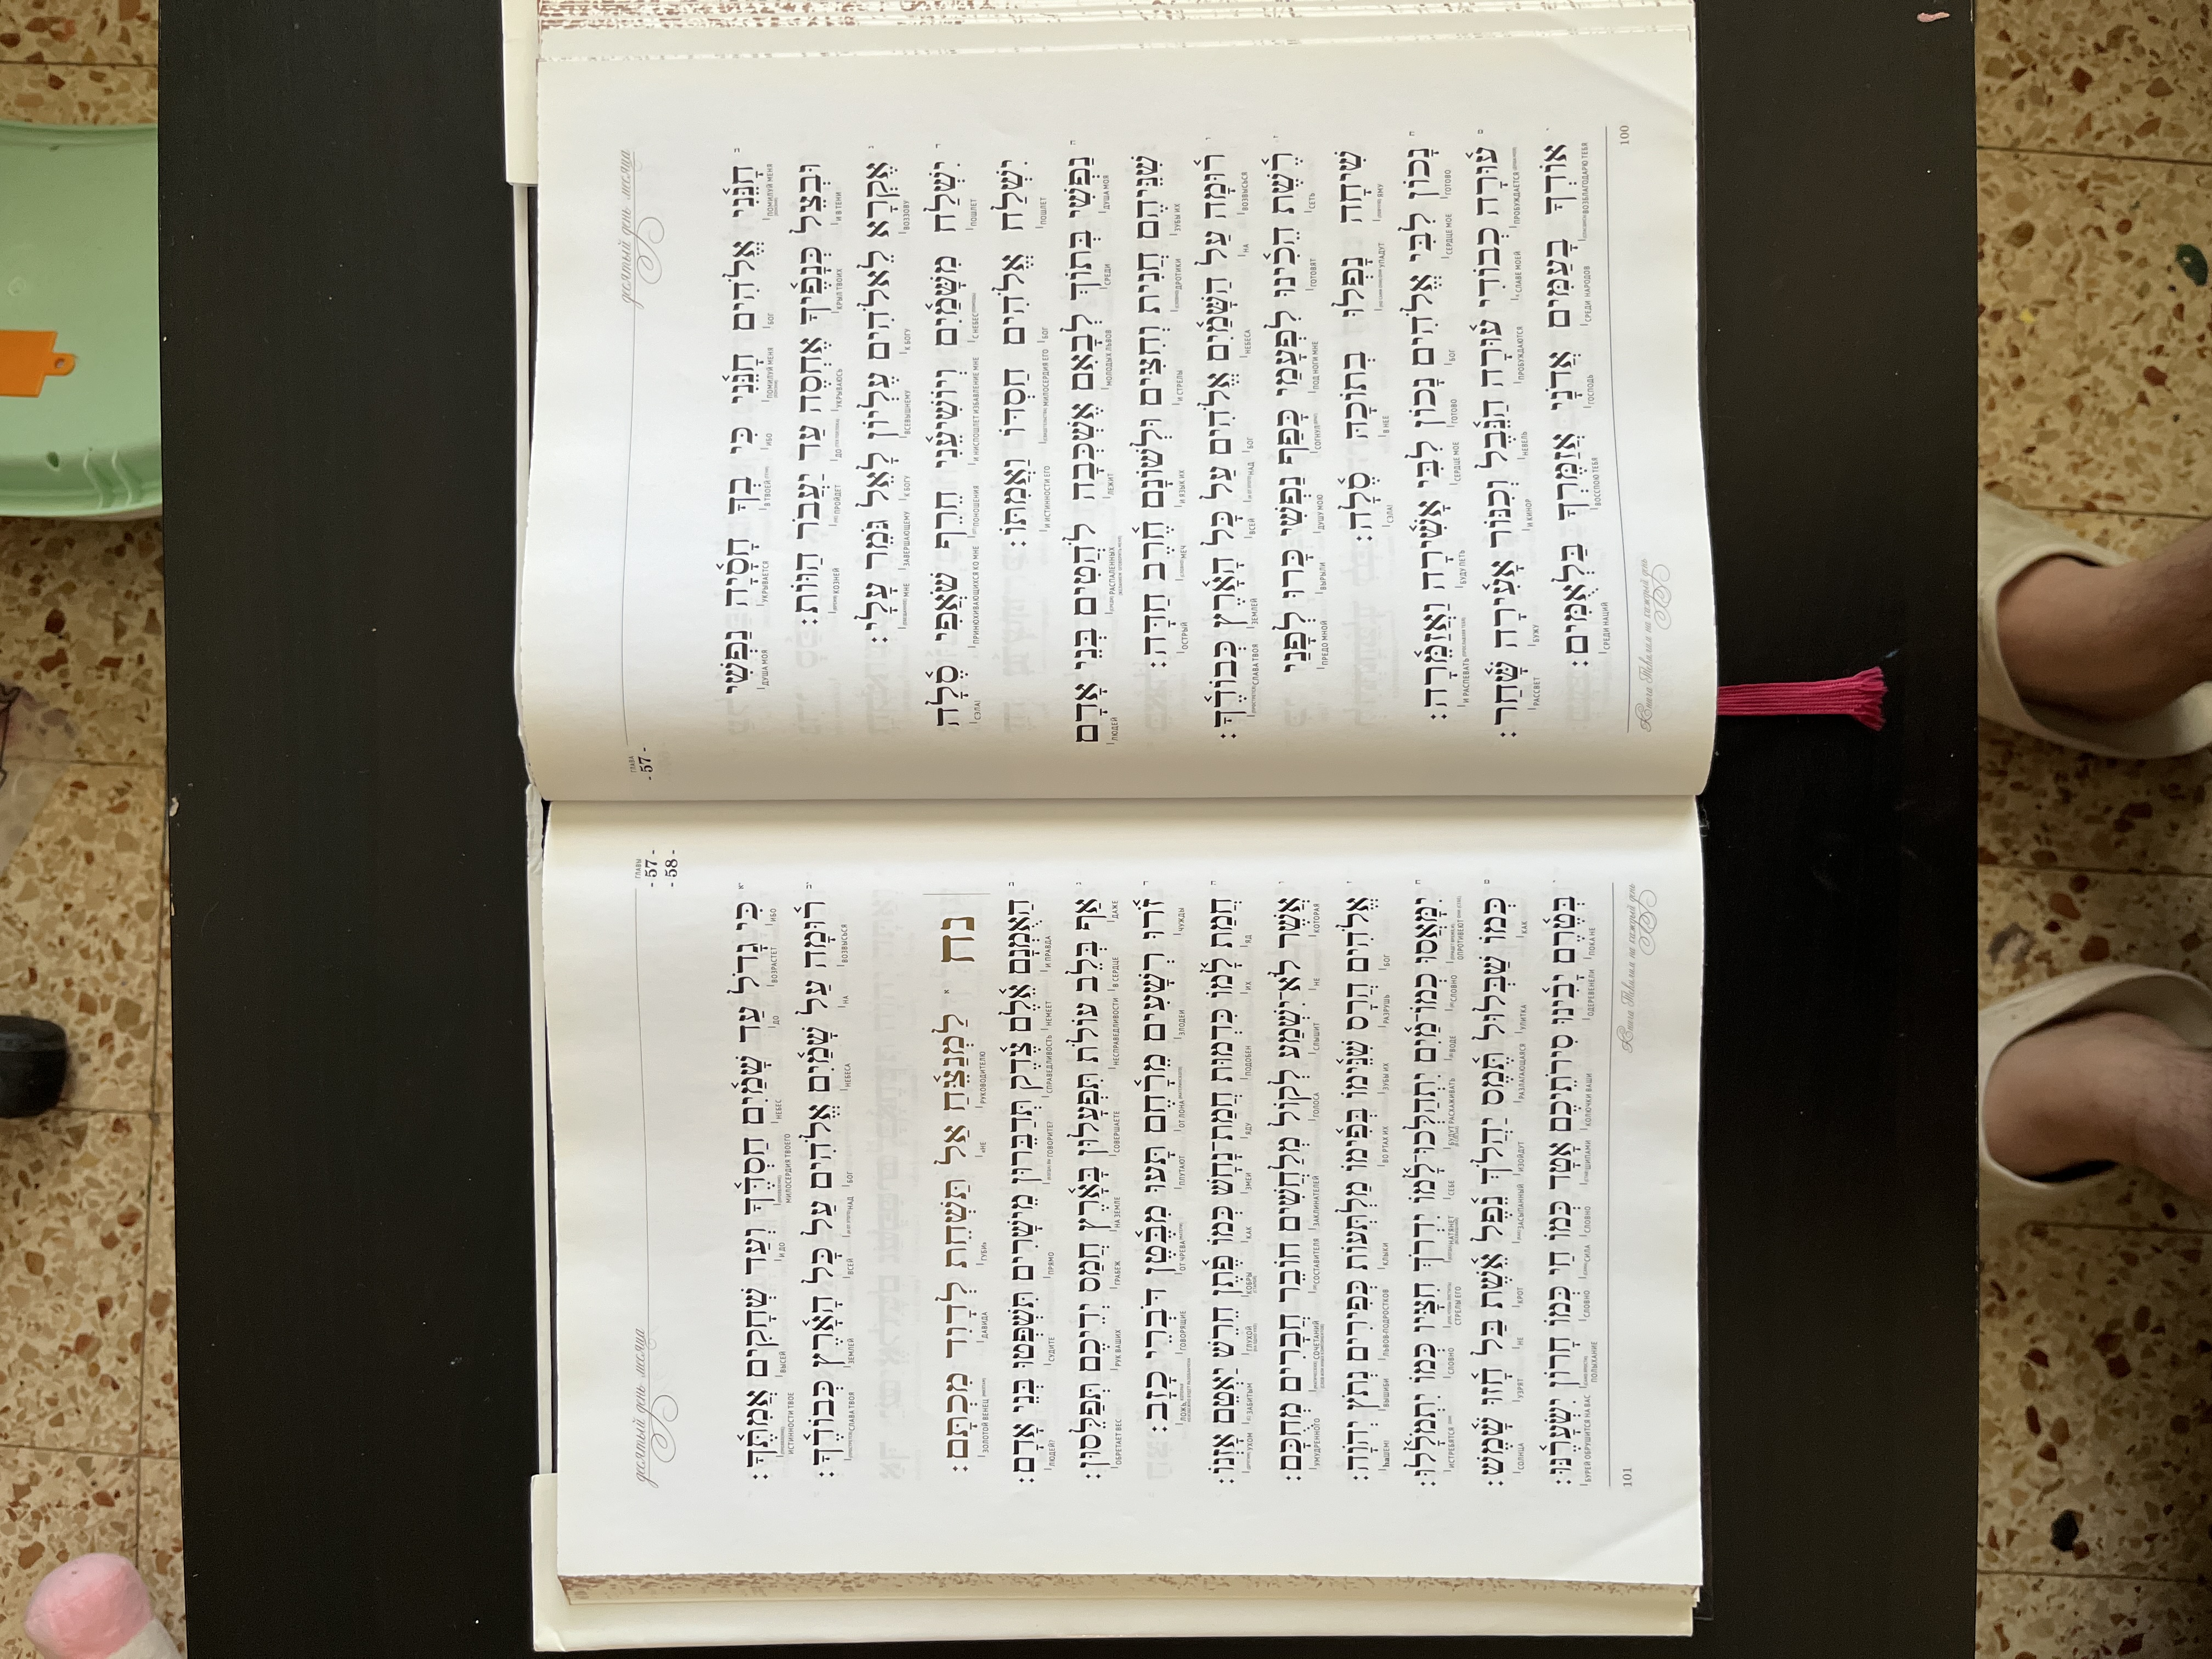 десятый день месяца
ГЛАВА
- 57 -
ב חָנֵּנִי אֱלֹהִים חָנֵּנִי כִּי בְךָ חָסָיָה נַפְשִׁי
ПОМИЛУЙ МЕНЯ БОГ ПОМИЛУЙ МЕНЯ ИБО В ТВОЕЙ УКРЫВАЕТСЯ ДУША МОЯ
וּבְצֵל כְּנָפֶיךָ אֶחְסֶה עַד יַעֲבֹר הַוּוֹת:
И В ТЕНИ КРЫЛ ТВОИХ УКРЫВАЮСЬ ДО ПРОЙДЕТ КОЗНЕЙ
ג אֶקְרָא לֵאלֹהִים עֶלְיוֹן לָאֵל גֹּמֵר עָלָי:
ВОЗЗОВУ К БОГУ ВСЕВЫШНЕМУ К БОГУ ЗАВЕРШАЮЩЕМУ МНЕ
ד יִשְׁלַח מִשָּׁמַיִם וְיוֹשִׁיעֵנִי חֵרֵף שֹׁאֲפִי סֶלָה
ПОШЛЕТ С НЕБЕС И НИСПОШЛЕТ ИЗБАВЛЕНИЕ МНЕ ПОНОШЕНИЯ ПРИНЮХИВАЮЩИХСЯ КО МНЕ СЭЛА!
יִשְׁלַח אֱלֹהִים חַסְדּוֹ וַאֲמִתּוֹ:
ПОШЛЕТ БОГ МИЛОСЕРДИЯ ЕГО И ИСТИННОСТИ ЕГО
ה נַפְשִׁי בְּתוֹךְ לְבָאִם אֶשְׁכְּבָה לֹהֲטִים בְּנֵי אָדָם
ДУША МОЯ СРЕДИ МОЛОДЫХ ЛЬВОВ ЛЕЖИТ РАСПАЛЕННЫХ ЛЮДЕЙ
שִׁנֵּיהֶם חֲנִית וְחִצִּים וּלְשׁוֹנָם חֶרֶב חַדָּה:
ЗУБЫ ИХ ДРОТИКИ И СТРЕЛЫ И ЯЗЫК ИХ МЕЧ ОСТРЫЙ
ו רוּמָה עַל הַשָּׁמַיִם אֱלֹהִים עַל כָּל הָאָרֶץ כְּבוֹדֶךָ:
ВОЗВЫСЬСЯ НА НЕБЕСА БОГ НАД ВСЕЙ ЗЕМЛЕЙ СЛАВА ТВОЯ
ז רֶשֶׁת הֵכִינוּ לִפְעָמַי כָּפַף נַפְשִׁי כָּרוּ לְפָנַי
СЕТЬ ГОТОВЯТ ПОД НОГИ МНЕ СОГНУЛ ДУШУ МОЮ ВЫРЫЛИ ПРЕДО МНОЙ
שִׁיחָה נָפְלוּ בְתוֹכָהּ סֶלָה:
ЯМУ УПАДУТ В НЕЕ СЭЛА!
ח נָכוֹן לִבִּי אֱלֹהִים נָכוֹן לִבִּי אָשִׁירָה וַאֲזַמֵּרָה:
ГОТОВО СЕРДЦЕ МОЕ БОГ ГОТОВО СЕРДЦЕ МОЕ БУДУ ПЕТЬ И РАСПЕВАТЬ
ט עוּרָה כְבוֹדִי עוּרָה הַנֵּבֶל וְכִנּוֹר אָעִירָה שָּׁחַר:
ПРОБУЖДАЕТСЯ К СЛАВЕ МОЕЙ ПРОБУЖДАЮТСЯ НЕВЕЛЬ И КИНОР БУЖУ РАССВЕТ
י אוֹדְךָ בָעַמִּים אֲדֹנָי אֲזַמֶּרְךָ בַּלְאֻמִּים:
ВОЗБЛАГОДАРЮ ТЕБЯ СРЕДИ НАРОДОВ ГОСПОДЬ ВОСПОЮ ТЕБЯ СРЕДИ НАЦИЙ
Книга Теhилим на каждый день
100
десятый день месяца
ГЛАВЫ
- 57 -
- 58 -
יא כִּי גָדֹל עַד שָׁמַיִם חַסְדֶּךָ וְעַד שְׁחָקִים אֲמִתֶּךָ:
ИБО ВОЗРАСТЕТ ДО НЕБЕС МИЛОСЕРДИЯ ТВОЕГО И ДО ВЫСЕЙ ИСТИННОСТИ ТВОЕ
יב רוּמָה עַל שָׁמַיִם אֱלֹהִים עַל כָּל הָאָרֶץ כְּבוֹדֶךָ:
ВОЗВЫСЬСЯ НА НЕБЕСА БОГ НАД ВСЕЙ ЗЕМЛЕЙ СЛАВА ТВОЯ
נח א לַמְנַצֵּחַ אַל תַּשְׁחֵת לְדָוִד מִכְתָּם:
РУКОВОДИТЕЛЮ «НЕ ГУБИ» ДАВИДА ЗОЛОТОЙ ВЕНЕЦ
ב הַאֻמְנָם אֵלֶם צֶדֶק תְּדַבֵּרוּן מֵישָׁרִים תִּשְׁפְּטוּ בְּנֵי אָדָם:
И ПРАВДА НЕМЕЕТ СПРАВЕДЛИВОСТЬ ГОВОРИТЕ? ПРЯМО СУДИТЕ ЛЮДЕЙ?
ג אַף בְּלֵב עוֹלֹת תִּפְעָלוּן בָּאָרֶץ חֲמַס יְדֵיכֶם תְּפַלֵּסוּן:
ДАЖЕ В СЕРДЦЕ НЕСПРАВЕДЛИВОСТИ СОВЕРШАЕТЕ НА ЗЕМЛЕ ГРАБЕЖ РУК ВАШИХ ОБРЕТАЕТ ВЕС
ד זֹרוּ רְשָׁעִים מֵרָחֶם תָּעוּ מִבֶּטֶן דֹּבְרֵי כָזָב:
ЧУЖДЫ ЗЛОДЕИ ОТ ЛОНА ПЛУТАЮТ ОТ ЧРЕВА ГОВОРЯЩИЕ ЛОЖЬ
ה חֲמַת לָמוֹ כִּדְמוּת חֲמַת־נָחָשׁ כְּמוֹ פֶתֶן חֵרֵשׁ יַאְטֵם אָזְנוֹ:
ЯД ИХ ПОДОБЕН ЯДУ ЗМЕИ КАК КОБРЫ ГЛУХОЙ ЗАБИТЫМ УХОМ
ו אֲשֶׁר לֹא־יִשְׁמַע לְקוֹל מְלַחֲשִׁים חוֹבֵר חֲבָרִים מְחֻכָּם:
КОТОРАЯ НЕ СЛЫШИТ ГОЛОСА ЗАКЛИНАТЕЛЕЙ СОСТАВИТЕЛЯ СОЧЕТАНИЙ УМУДРЕННОГО
ז אֱלֹהִים הֲרָס שִׁנֵּימוֹ בְּפִימוֹ מַלְתְּעוֹת כְּפִירִים נְתֹץ יְהֹוָה:
БОГ РАЗРУШЬ ЗУБЫ ИХ ВО РТАХ ИХ КЛЫКИ ЛЬВОВ-ПОДРОСТКОВ ВЫШИБИ hаШЕМ!
ח יִמָּאֲסוּ כְמוֹ־מַיִם יִתְהַלְּכוּ־לָמוֹ יִדְרֹךְ חִצָּיו כְּמוֹ יִתְמֹלָלוּ:
ОПРОТИВЕЮТ СЛОВНО ВОДЕ БУДУТ РАСХАЖИВАТЬ СЕБЕ НАТЯНЕТ СТРЕЛЫ ЕГО СЛОВНО ИСТРЕБЯТСЯ
ט כְּמוֹ שַׁבְּלוּל תֶּמֶס יַהֲלֹךְ נֵפֶל אֵשֶׁת בַּל חָזוּ שָׁמֶשׁ:
КАК УЛИТКА РАЗЛАГАЮЩАЯСЯ ИЗОЙДУТ ЗАСЫПАННЫЙ КРОТ НЕ УЗРЯТ СОЛНЦА
י בְּטֶרֶם יָבִינוּ סִירֹתֵיכֶם אָטָד כְּמוֹ חַי כְּמוֹ חָרוֹן יִשְׂעָרֶנּוּ:
ПОКА НЕ ОДЕРЕВЕНЕЛИ КОЛЮЧКИ ВАШИ ШИПАМИ СЛОВНО СИЛА СЛОВНО ПОЛЫХАНИЕ БУРЕЙ ОБРУШИТСЯ НА ВАС
Книга Теhилим на каждый день
101